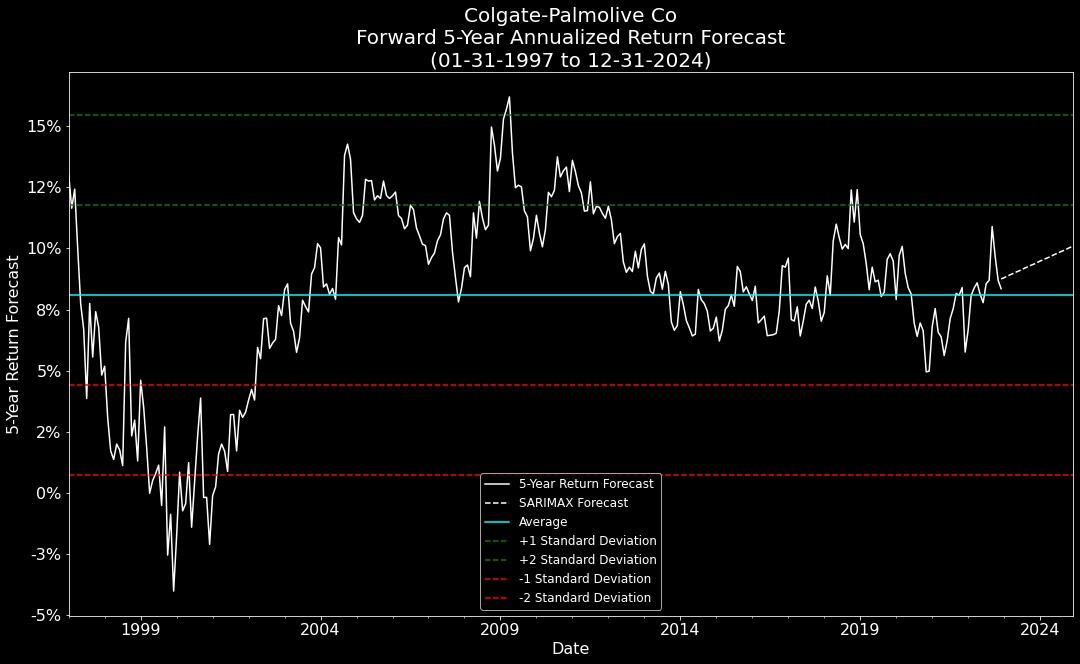 Colgate-Palmolive Co
Forward 5-Year Annualized Return Forecast
(01-31-1997 to 12-31-2024)
5-Year Return Forecast
15%
12%
10%
8%
5%
2%
0%
-3%
-5%
5-Year Return Forecast
SARIMAX Forecast
Average
+1 Standard Deviation
+2 Standard Deviation
-1 Standard Deviation
-2 Standard Deviation
1999 2004 2009 2014 2019 2024
Date